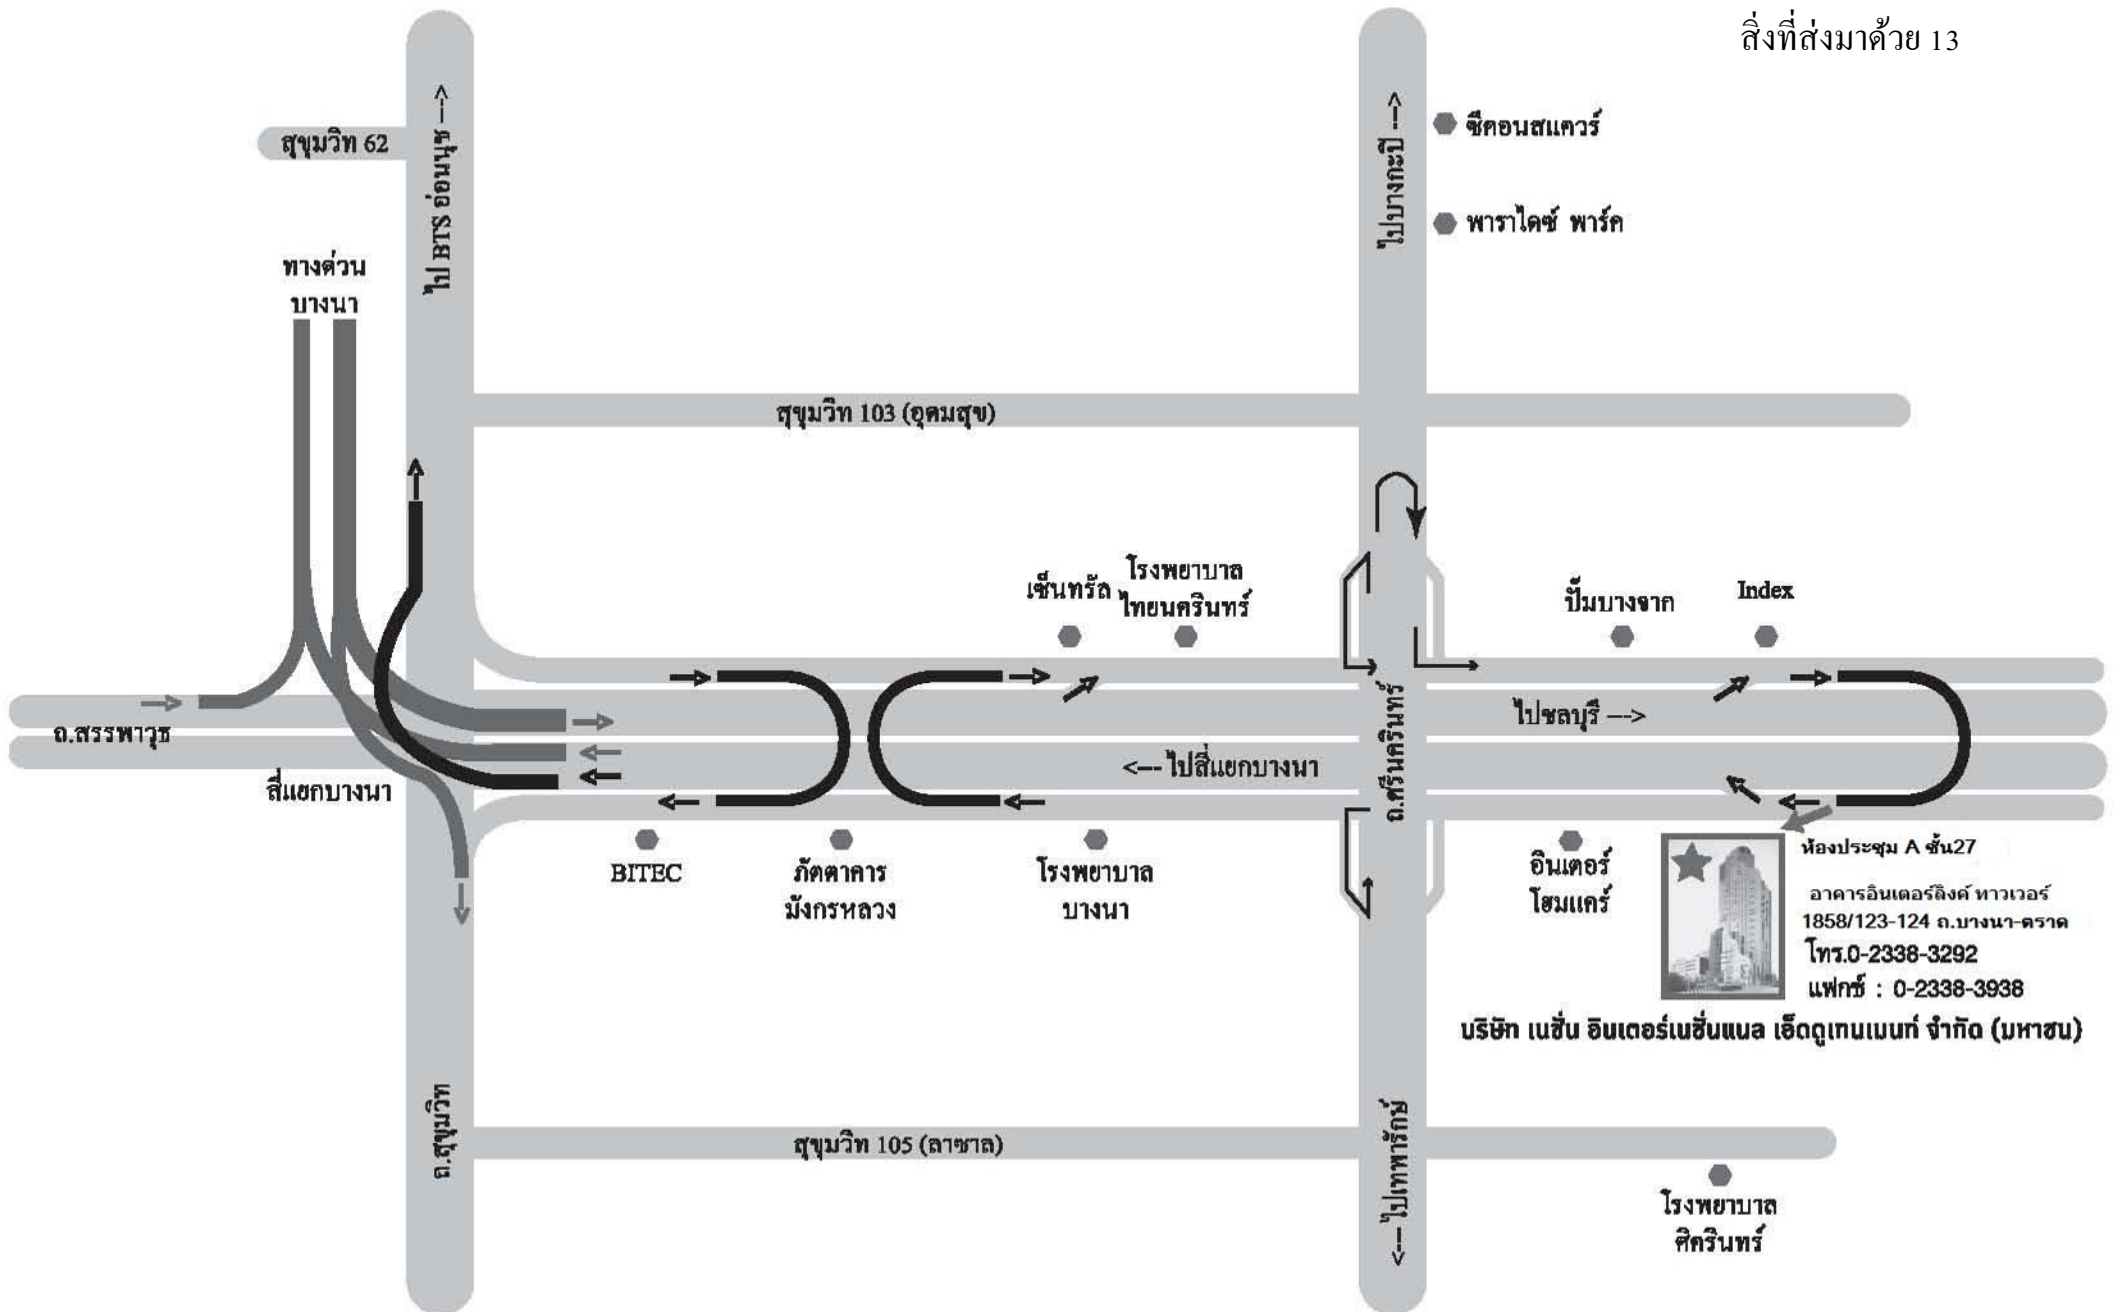 สิ่งที่ส่งมาด้วย 13
สุขุมวิท 62
ไป BTS อ่อนนุช --->
ไปบางกะปิ --->
ซีคอนสแควร์
พาราไดซ์ พาร์ค
ทางด่วน
บางนา
สุขุมวิท 103 (อุดมสุข)
เซ็นทรัล
โรงพยาบาล
ไทยนครินทร์
ปั๊มบางจาก
Index
ถ.สรรพาวุธ
สี่แยกบางนา
ไปชลบุรี --->
<--- ไปสี่แยกบางนา
ถ.ศรีนครินทร์
BITEC
ภัตตาคาร
มังกรหลวง
โรงพยาบาล
บางนา
อินเตอร์
โฮมแคร์
ห้องประชุม A ชั้น27
อาคารอินเตอร์ลิงค์ ทาวเวอร์
1858/123-124 ถ.บางนา-ตราด
โทร.0-2338-3292
แฟกซ์ : 0-2338-3938
บริษัท เนชั่น อินเตอร์เนชั่นแนล เอ็ดดูเทนเมนท์ จำกัด (มหาชน)
ถ.สุขุมวิท
สุขุมวิท 105 (ลาซาล)
<--- ไปเทพารักษ์
โรงพยาบาล
ศิครินทร์